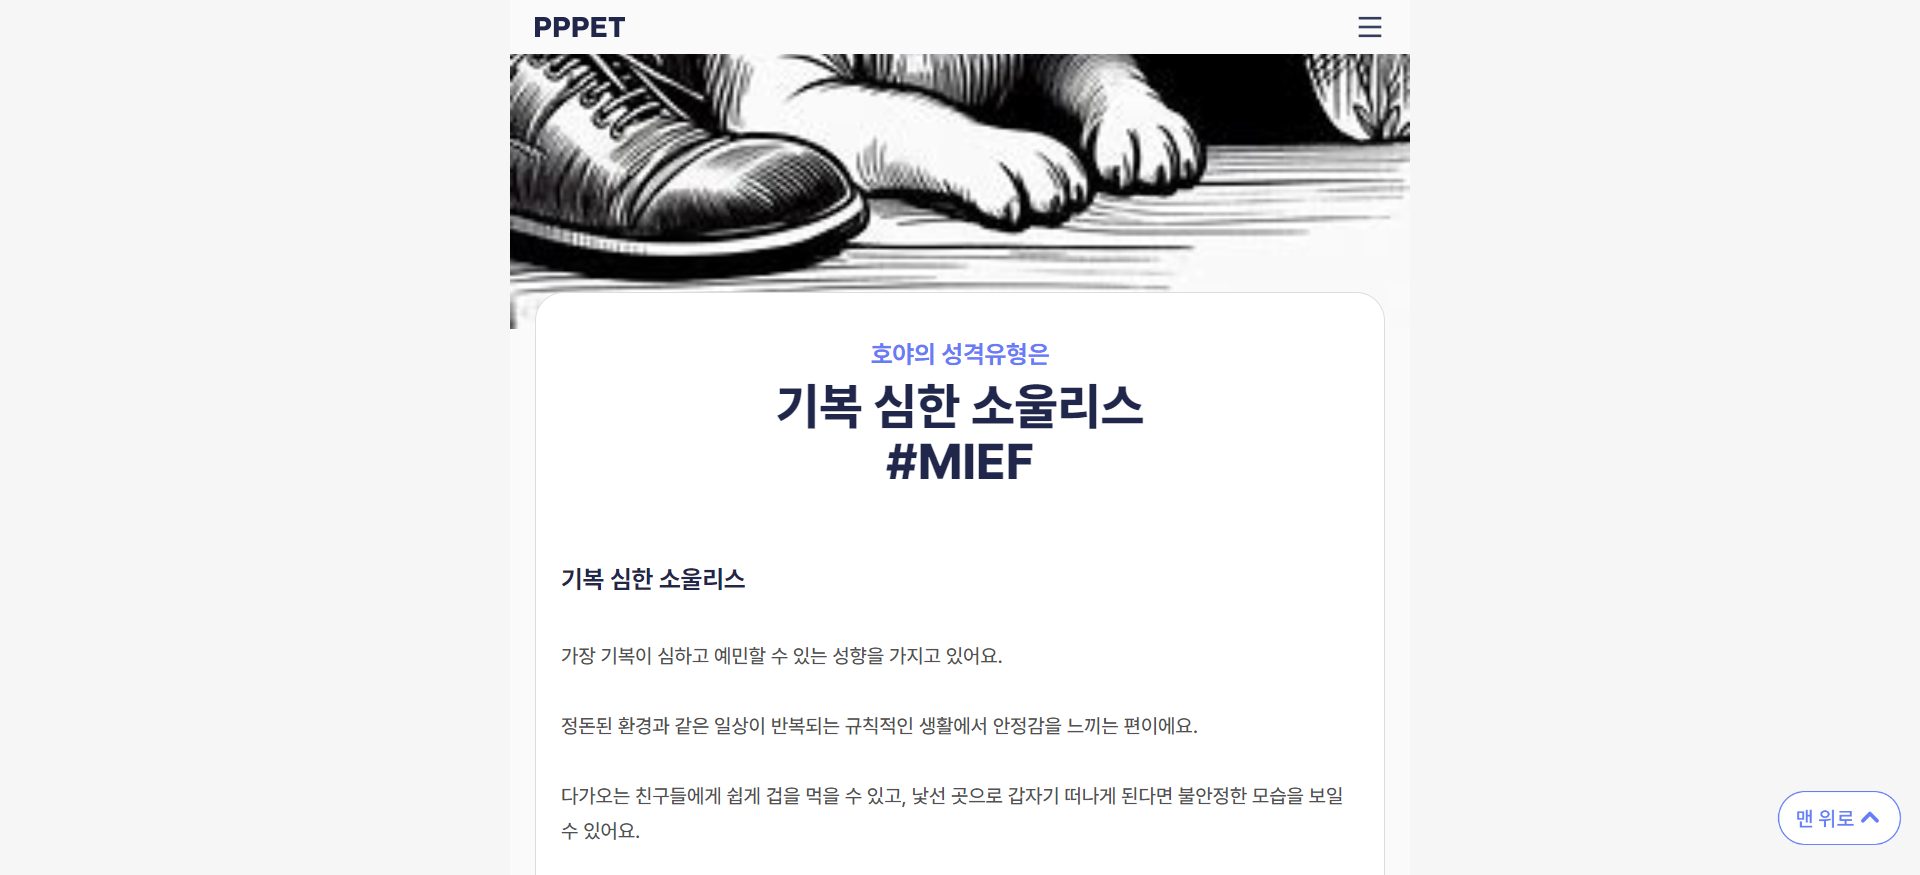 PPPET
호야의 성격유형은
기복 심한 소울리스
#MIEF
기복 심한 소울리스
가장 기복이 심하고 예민할 수 있는 성향을 가지고 있어요.
정돈된 환경과 같은 일상이 반복되는 규칙적인 생활에서 안정감을 느끼는 편이에요.
다가오는 친구들에게 쉽게 겁을 먹을 수 있고, 낯선 곳으로 갑자기 떠나게 된다면 불안정한 모습을 보일
수 있어요.
맨 위로